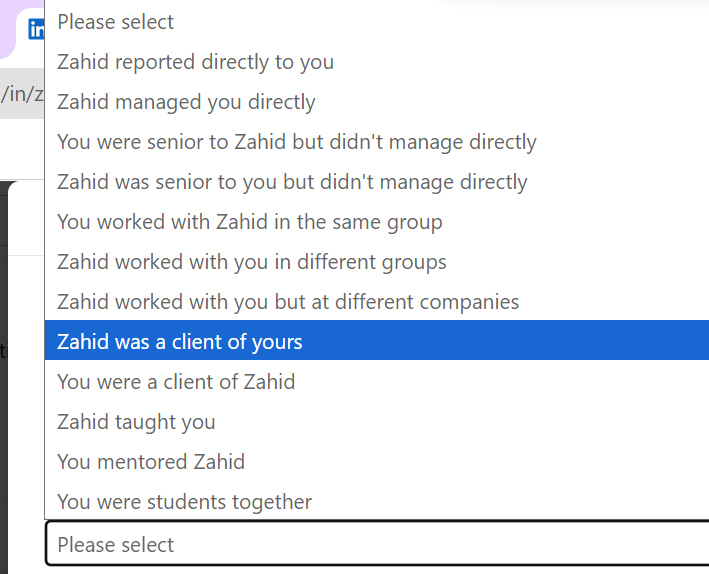 Please select
in
Zahid reported directly to you
/in/z
Zahid managed you directly
You were senior to Zahid but didn't manage directly
Zahid was senior to you but didn't manage directly
You worked with Zahid in the same group
Zahid worked with you in different groups
Zahid worked with you but at different companies
Zahid was a client of yours
You were a client of Zahid
Zahid taught you
You mentored Zahid
You were students together
Please select